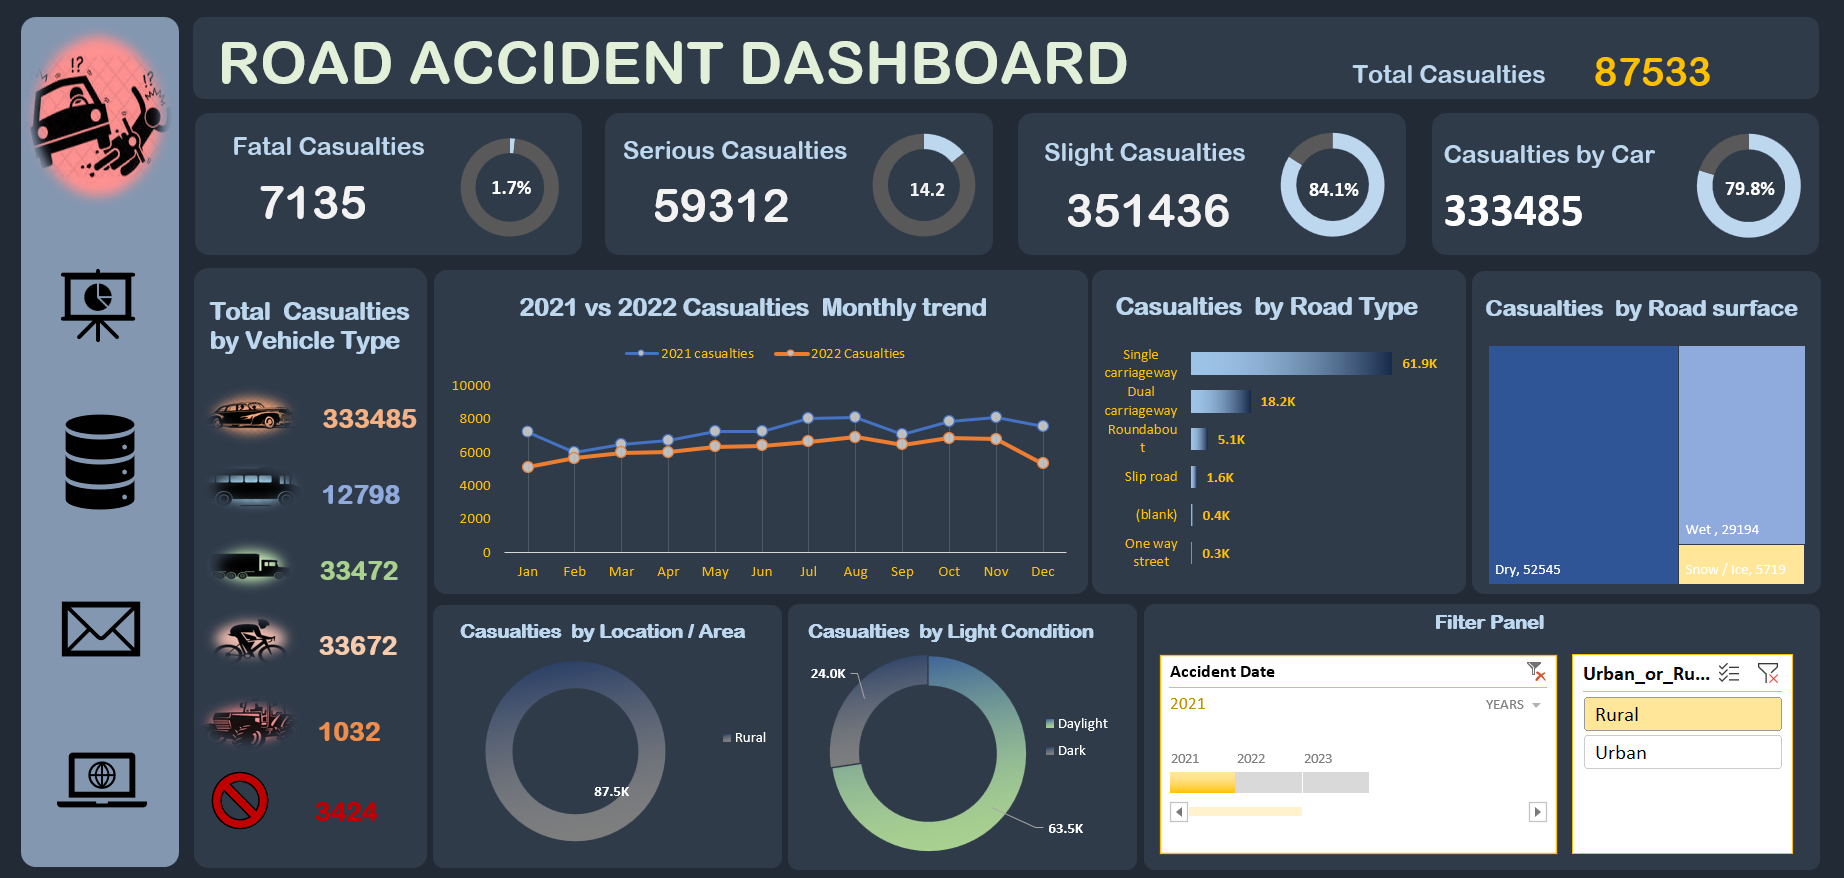 ROAD ACCIDENT DASHBOARD
Total Casualties 87533
!?
!?
Fatal Casualties
7135
1.7%
Serious Casualties
59312
14.2
Slight Casualties
351436
84.1%
Casualties by Car
333485
79.8%
Total  Casualties
by Vehicle Type
333485
12798
33472
33672
1032
3424
2021 vs 2022 Casualties  Monthly trend
2021 casualties
2022 Casualties
10000
8000
6000
4000
2000
0
Jan Feb Mar Apr May Jun Jul Aug Sep Oct Nov Dec
Casualties  by Road Type
Single
carriageway
61.9K
Dual
carriageway
18.2K
Roundabou
t
5.1K
Slip road
1.6K
(blank)
0.4K
One way
street
0.3K
Casualties  by Road surface
Dry, 52545
Wet , 29194
Snow / Ice, 5719
Casualties  by Location / Area
87.5K
Rural
Casualties  by Light Condition
24.0K
63.5K
Daylight
Dark
Filter Panel
Accident Date
2021
YEARS
2021 2022 2023
Urban_or_Ru...
Rural
Urban